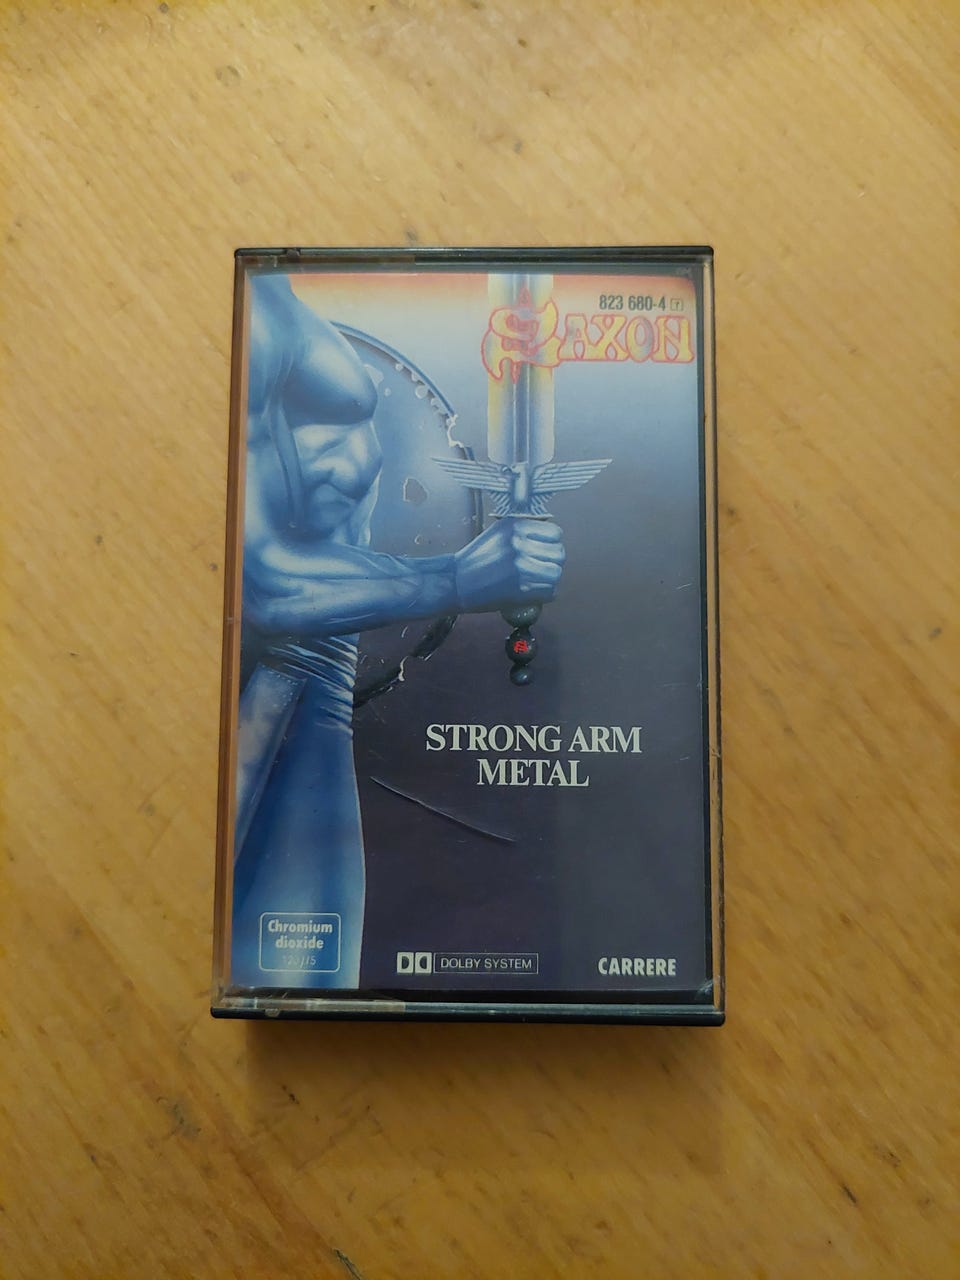 823 680-4
SAXON
STRONG ARM
METAL
Chromium
dioxide
DOLBY SYSTEM
CARRERE